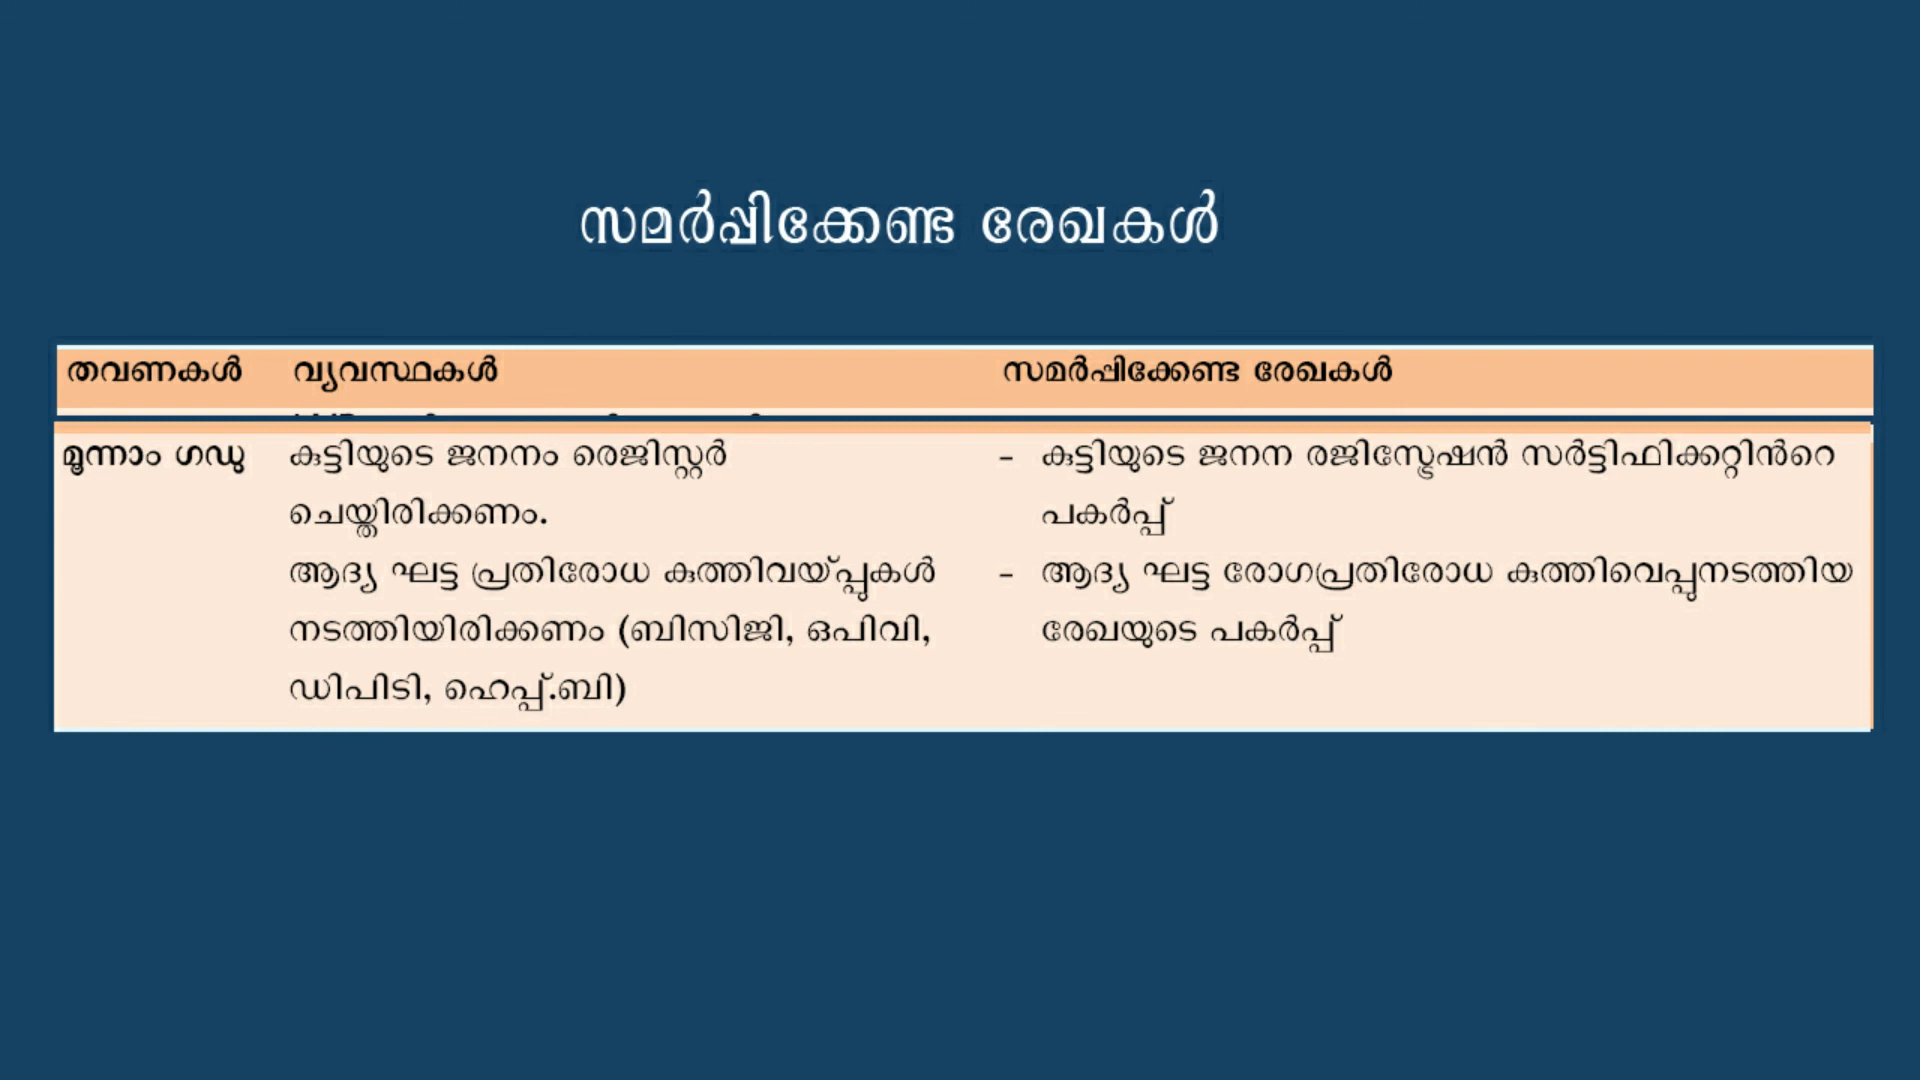 സമർപ്പിക്കേണ്ട രേഖകൾ
തവണകൾ വ്യവസ്ഥകൾ സമർപ്പിക്കേണ്ട രേഖകൾ
മൂന്നാം ഗഡു കുട്ടിയുടെ ജനനം രെജിസ്റ്റർ - കുട്ടിയുടെ ജനന രജിസ്ട്രേഷൻ സർട്ടിഫിക്കറ്റിൻറെ
ചെയ്തിരിക്കണം. പകർപ്പ്
ആദ്യ ഘട്ട പ്രതിരോധ കുത്തിവയ്പ്പുകൾ - ആദ്യ ഘട്ട രോഗപ്രതിരോധ കുത്തിവെപ്പുനടത്തിയ
നടത്തിയിരിക്കണം (ബിസിജി, ഒപിവി, രേഖയുടെ പകർപ്പ്
ഡിപിടി, ഹെപ്പ്.ബി)